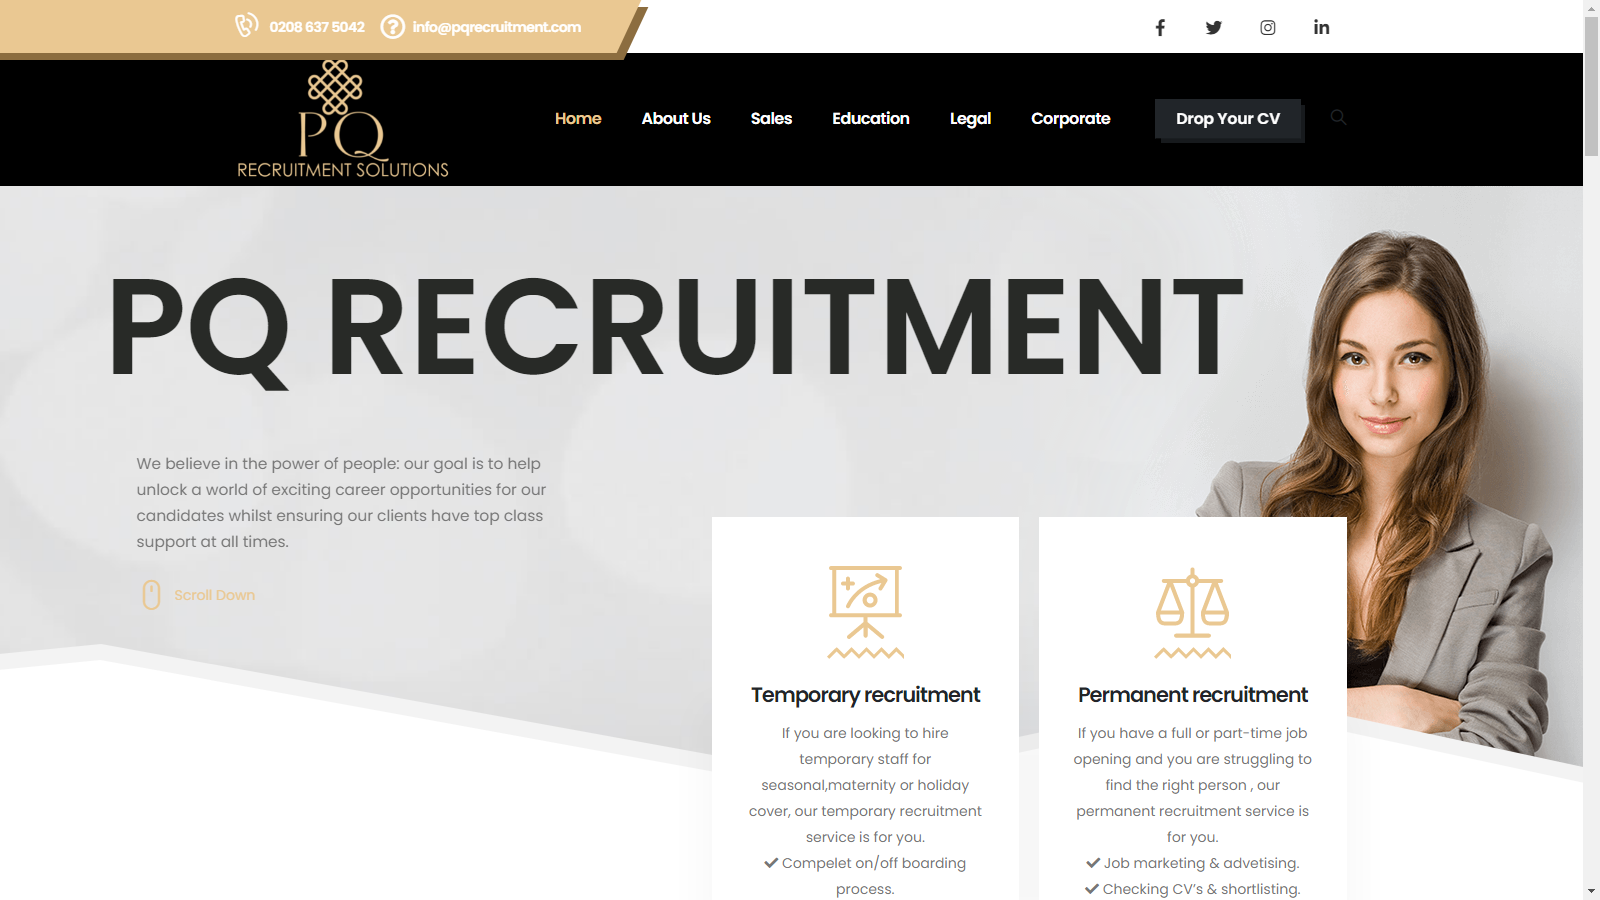 0208 637 5042 info@pqrecruitment.com
PQ
RECRUITMENT SOLUTIONS
Home About Us Sales Education Legal Corporate Drop Your CV
PQ RECRUITMENT
We believe in the power of people: our goal is to help
unlock a world of exciting career opportunities for our
candidates whilst ensuring our clients have top class
support at all times.
Scroll Down
Temporary recruitment
If you are looking to hire
temporary staff for
seasonal,maternity or holiday
cover, our temporary recruitment
service is for you.
Compelet on/off boarding
process.
Permanent recruitment
If you have a full or part-time job
opening and you are struggling to
find the right person , our
permanent recruitment service is
for you.
Job marketing & advetising.
Checking CV's & shortlisting.